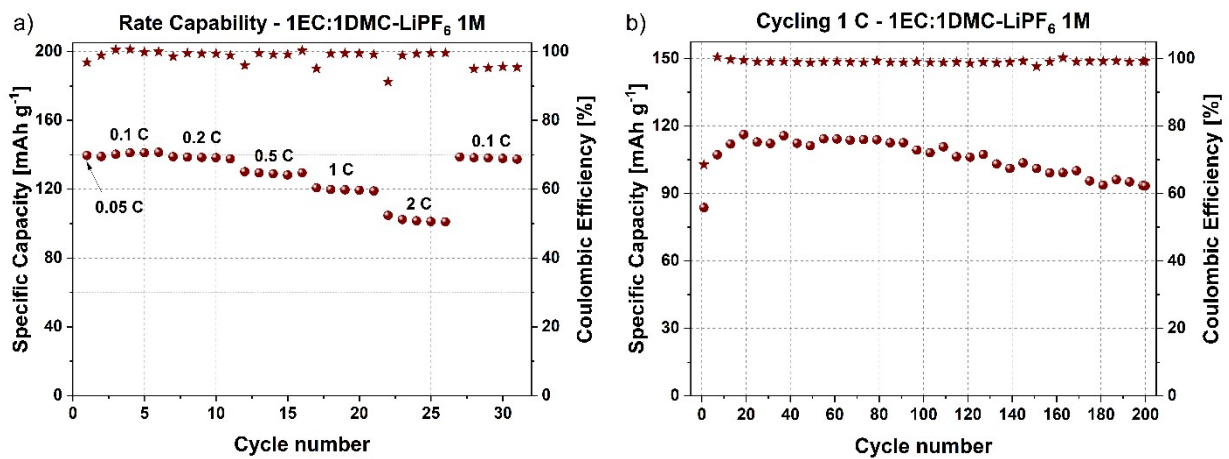 a)
Rate Capability - 1EC:1DMC-LiPF₆ 1M
Specific Capacity [mAh g⁻¹]
200
160
120
80
40
0
0.1 C
0.2 C
0.5 C
1 C
2 C
0.1 C
0.05 C
100
80
60
40
20
0
Coulombic Efficiency [%]
0 5 10 15 20 25 30
Cycle number
b)
Cycling 1 C - 1EC:1DMC-LiPF₆ 1M
Specific Capacity [mAh g⁻¹]
150
120
90
60
30
0
100
80
60
40
20
0
Coulombic Efficiency [%]
0 20 40 60 80 100 120 140 160 180 200
Cycle number